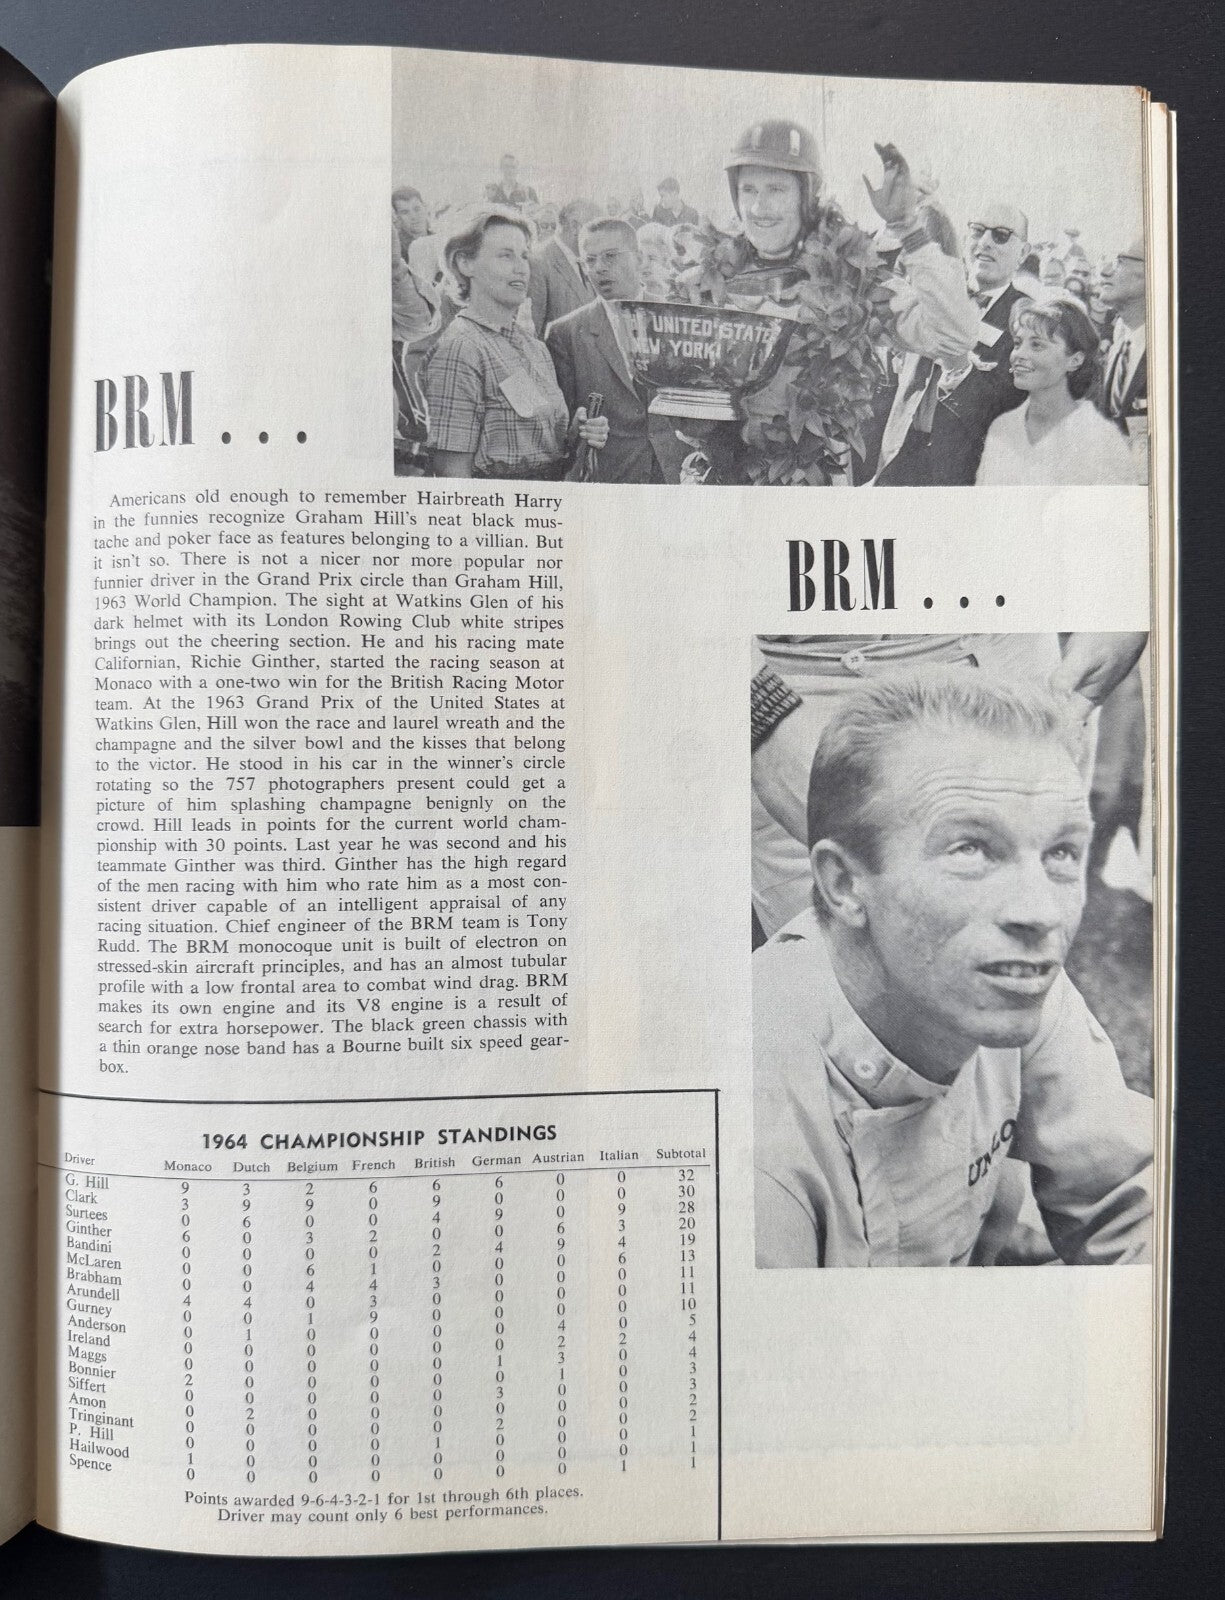 THE UNITED STATE
NEW YORK
BRM . . .
Americans old enough to remember Hairbreath Harry
in the funnies recognize Graham Hill's neat black mus-
tache and poker face as features belonging to a villian. But
it isn't so. There is not a nicer nor more popular nor
funnier driver in the Grand Prix circle than Graham Hill,
1963 World Champion. The sight at Watkins Glen of his
dark helmet with its London Rowing Club white stripes
brings out the cheering section. He and his racing mate
Californian, Richie Ginther, started the racing season at
Monaco with a one-two win for the British Racing Motor
team. At the 1963 Grand Prix of the United States at
Watkins Glen, Hill won the race and laurel wreath and the
champagne and the silver bowl and the kisses that belong
to the victor. He stood in his car in the winner's circle
rotating so the 757 photographers present could get a
picture of him splashing champagne benignly on the
crowd. Hill leads in points for the current world cham-
pionship with 30 points. Last year he was second and his
teammate Ginther was third. Ginther has the high regard
of the men racing with him who rate him as a most con-
sistent driver capable of an intelligent appraisal of any
racing situation. Chief engineer of the BRM team is Tony
Rudd. The BRM monocoque unit is built of electron on
stressed-skin aircraft principles, and has an almost tubular
profile with a low frontal area to combat wind drag. BRM
makes its own engine and its V8 engine is a result of
search for extra horsepower. The black green chassis with
a thin orange nose band has a Bourne built six speed gear-
box.
BRM . . .
1964 CHAMPIONSHIP STANDINGS
Driver Monaco Dutch Belgium French British German Austrian Italian Subtotal
G. Hill 9 3 2 6 6 6 0 0 32
Clark 3 9 9 0 9 0 0 0 30
Surtees 0 6 0 0 4 9 0 9 28
Ginther 6 0 3 2 0 0 6 3 20
Bandini 0 0 0 0 2 4 9 4 19
McLaren 0 0 6 1 0 0 0 6 13
Brabham 0 0 4 4 3 0 0 0 11
Arundell 4 4 0 3 0 0 0 0 11
Gurney 0 0 1 9 0 0 0 0 10
Anderson 0 1 0 0 0 0 4 0 5
Ireland 0 0 0 0 0 0 2 2 4
Maggs 0 0 0 0 0 1 3 0 4
Bonnier 2 0 0 0 0 0 1 0 3
Siffert 0 0 0 0 0 3 0 0 3
Amon 0 2 0 0 0 0 0 0 2
Tringinant 0 0 0 0 0 2 0 0 2
P. Hill 0 0 0 0 1 0 0 0 1
Hailwood 1 0 0 0 0 0 0 0 1
Spence 0 0 0 0 0 0 0 1 1
Points awarded 9-6-4-3-2-1 for 1st through 6th places.
Driver may count only 6 best performances.